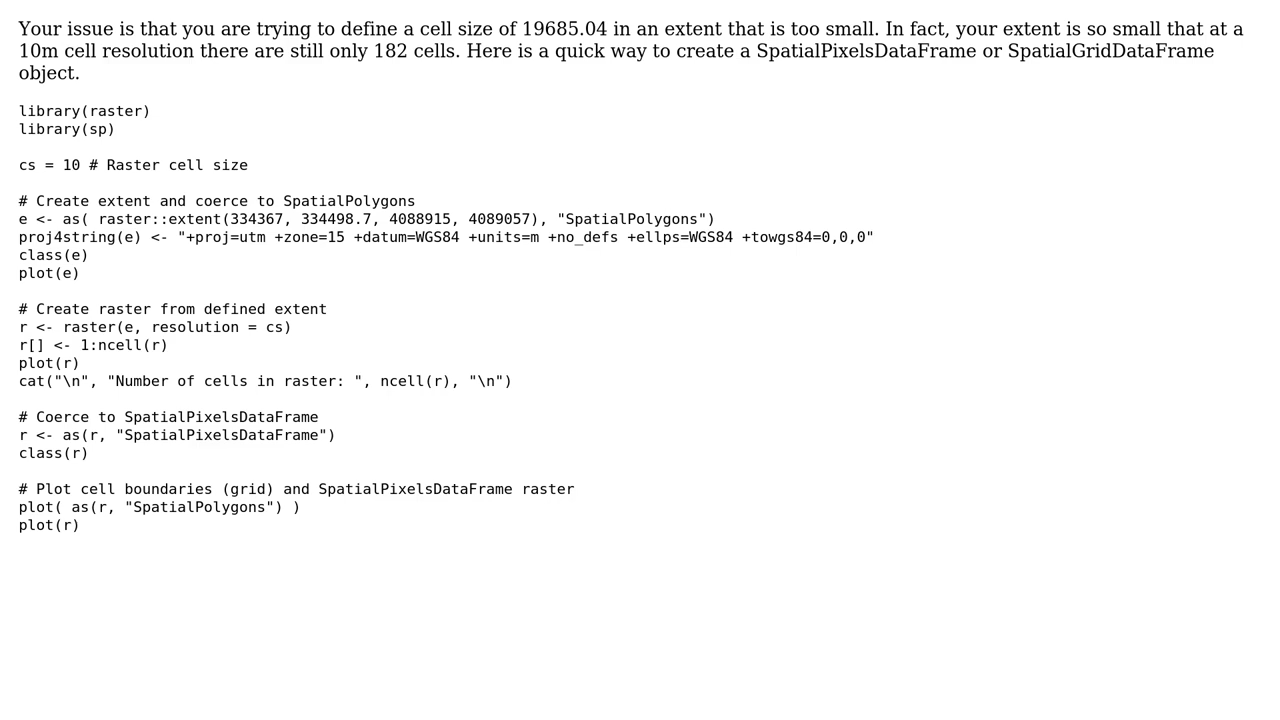 Your issue is that you are trying to define a cell size of 19685.04 in an extent that is too small. In fact, your extent is so small that at a
10m cell resolution there are still only 182 cells. Here is a quick way to create a SpatialPixelsDataFrame or SpatialGridDataFrame
object.
library(raster)
library(sp)
cs = 10 # Raster cell size
# Create extent and coerce to SpatialPolygons
e <- as( raster::extent(334367, 334498.7, 4088915, 4089057), "SpatialPolygons")
proj4string(e) <- "+proj=utm +zone=15 +datum=WGS84 +units=m +no_defs +ellps=WGS84 +towgs84=0,0,0"
class(e)
plot(e)
# Create raster from defined extent
r <- raster(e, resolution = cs)
r[] <- 1:ncell(r)
plot(r)
cat("\n", "Number of cells in raster: ", ncell(r), "\n")
# Coerce to SpatialPixelsDataFrame
r <- as(r, "SpatialPixelsDataFrame")
class(r)
# Plot cell boundaries (grid) and SpatialPixelsDataFrame raster
plot( as(r, "SpatialPolygons") )
plot(r)